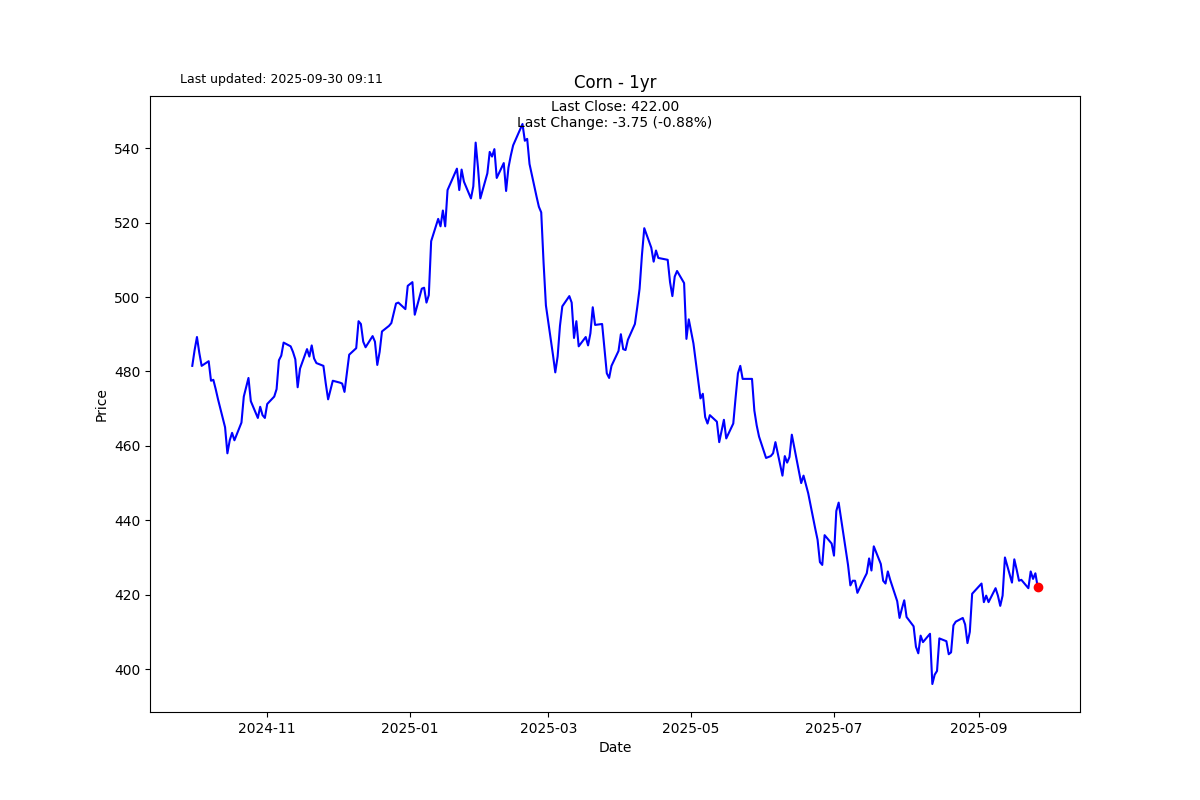 Last updated: 2025-09-30 09:11
Corn - 1yr
Last Close: 422.00
Last Change: -3.75 (-0.88%)
540
520
500
480
460
440
420
400
Price
2024-11
2025-01
2025-03
2025-05
2025-07
2025-09
Date